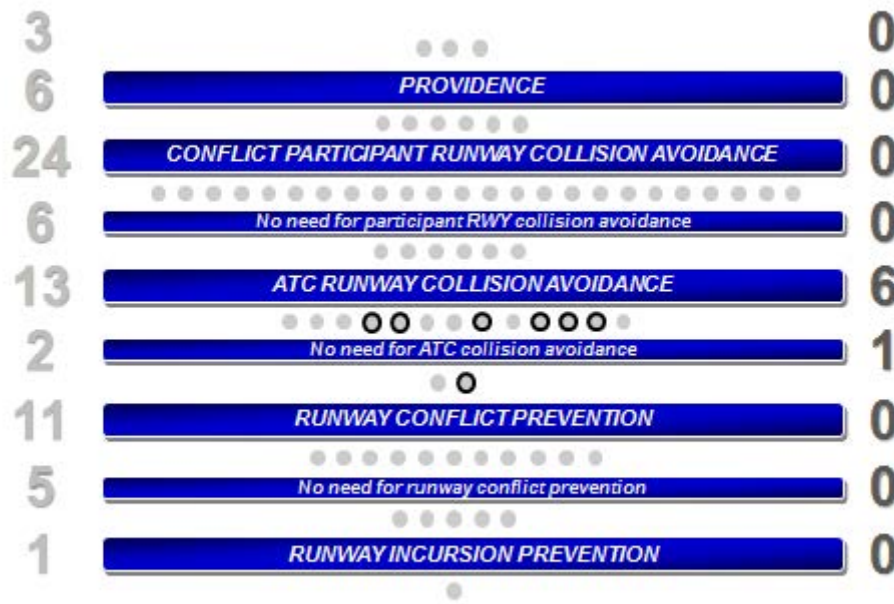 3 0
6 PROVIDENCE 0
24 CONFLICT PARTICIPANT RUNWAY COLLISION AVOIDANCE 0
6 No need for participant RWY collision avoidance 0
13 ATC RUNWAY COLLISION AVOIDANCE 6
2 No need for ATC collision avoidance 1
11 RUNWAY CONFLICT PREVENTION 0
5 No need for runway conflict prevention 0
1 RUNWAY INCURSION PREVENTION 0